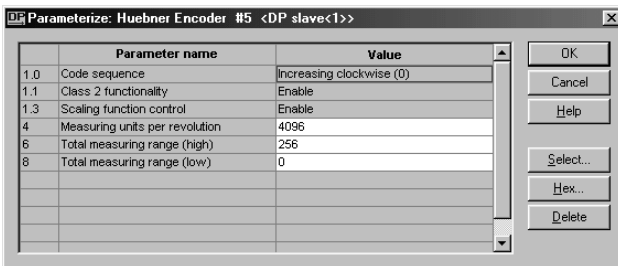 DP Parameterize: Huebner Encoder #5 <DP slave<1>>
Parameter name Value
1.0 Code sequence Increasing clockwise (0)
1.1 Class 2 functionality Enable
1.3 Scaling function control Enable
4 Measuring units per revolution 4096
6 Total measuring range (high) 256
8 Total measuring range (low) 0
OK
Cancel
Help
Select...
Hex...
Delete